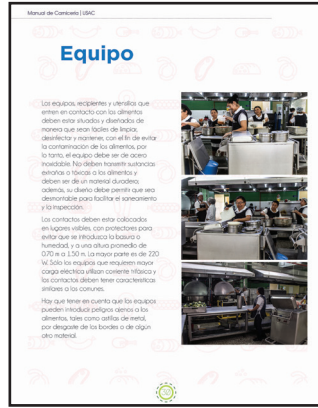 Manual de Carnicería | USAC
Equipo
Los equipos, recipientes y utensilios que
entren en contacto con los alimentos
deben estar situados y diseñados de
manera que sean fáciles de limpiar,
desinfectar y mantener, con el fin de evitar
la contaminación de los alimentos, por
lo tanto, el equipo debe ser de acero
inoxidable. No deben transmitir sustancias
extrañas o tóxicas a los alimentos y
deben ser de un material duradero;
además, su diseño debe permitir que sea
desmontable para facilitar el saneamiento
y la inspección.
Los contactos deben estar colocados
en lugares visibles, con protectores para
evitar que se introduzca la basura o
humedad, y a una altura promedio de
0.70 m a 1.50 m. La mayor parte es de 220
W. Sólo los equipos que requieren mayor
carga eléctrica utilizan corriente trifásica y
los contactos deben tener características
similares a los comunes.
Hay que tener en cuenta que los equipos
pueden introducir peligros ajenos a los
alimentos, tales como astillas de metal,
por desgaste de los bordes o de algún
otro material.